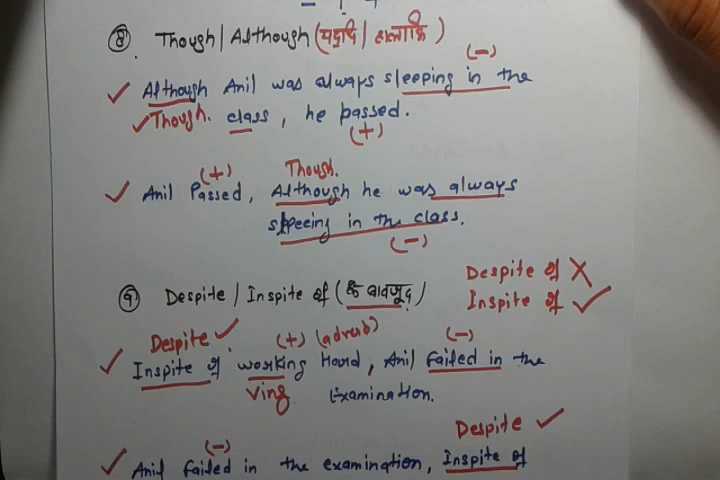 ⑧ Though / Although (यद्यपि / हालांकि)
(-)
✓ Although Anil was always sleeping in the
✓ Though. class, he passed.
(+)
(+) Though.
✓ Anil Passed, Although he was always
slpeeing in the class.
(-)
Despite of ✗
⑨ Despite / Inspite of (के बावजूद)
Inspite of ✓
Despite ✓ (+) (adverb) (-)
✓ Inspite of working Hard, Anil failed in the
Ving Examination.
Despite ✓
(-)
✓ Anil failed in the examination, Inspite of